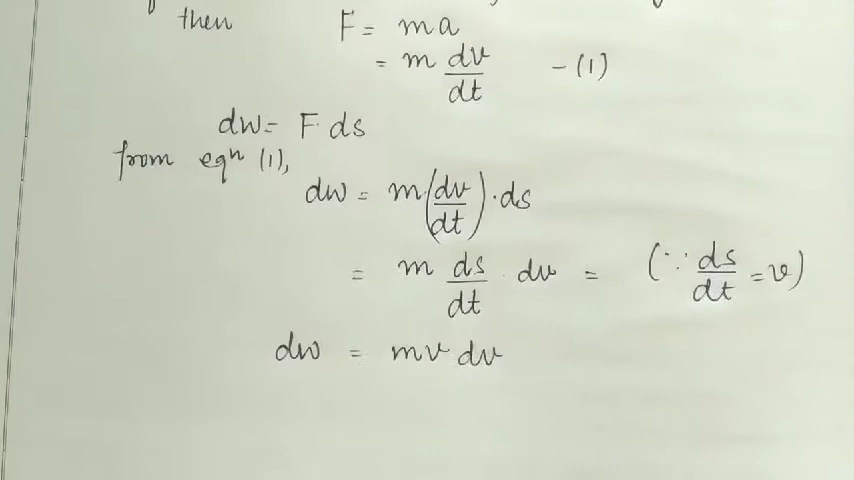 then F = ma
= m dv/dt - (1)
dw = F. ds
from eqn (1),
dw = m (dv/dt) . ds
= m ds/dt . dv = (∵ ds/dt = v)
dw = mv dv